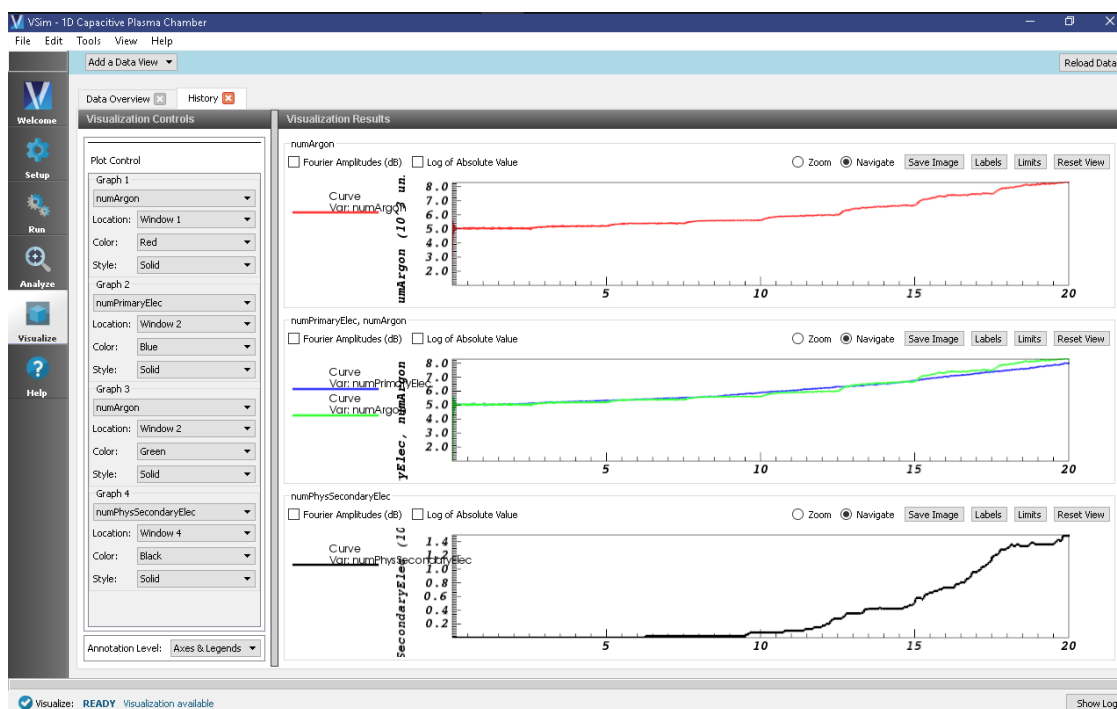 VSim - 1D Capacitive Plasma Chamber
File Edit Tools View Help
Add a Data View
Reload Data
Welcome
Setup
Run
Analyze
Visualize
Help
Data Overview
History
Visualization Controls
Plot Control
Graph 1
numArgon
Location: Window 1
Color: Red
Style: Solid
Graph 2
numPrimaryElec
Location: Window 2
Color: Blue
Style: Solid
Graph 3
numArgon
Location: Window 2
Color: Green
Style: Solid
Graph 4
numPhysSecondaryElec
Location: Window 4
Color: Black
Style: Solid
Annotation Level: Axes & Legends
Visualization Results
numArgon
Fourier Amplitudes (dB) Log of Absolute Value Zoom Navigate Save Image Labels Limits Reset View
Curve
Var: numArgon
umArgon (10^3 un.
8.0
7.0
6.0
5.0
4.0
3.0
2.0
5 10 15 20
numPrimaryElec, numArgon
Fourier Amplitudes (dB) Log of Absolute Value Zoom Navigate Save Image Labels Limits Reset View
Curve
Var: numPrimaryElec
Curve
Var: numArgon
yElec, numArgon
8.0
7.0
6.0
5.0
4.0
3.0
2.0
5 10 15 20
numPhysSecondaryElec
Fourier Amplitudes (dB) Log of Absolute Value Zoom Navigate Save Image Labels Limits Reset View
Curve
Var: numPhysSecondaryElec
SecondaryElec (10
1.4
1.2
1.0
0.8
0.6
0.4
0.2
5 10 15 20
Visualize: READY Visualization available
Show Log